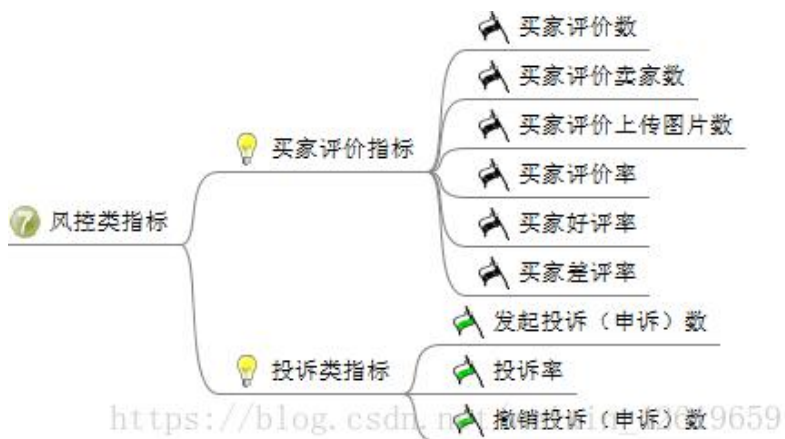 风控类指标
买家评价指标
买家评价数
买家评价卖家数
买家评价上传图片数
买家评价率
买家好评率
买家差评率
投诉类指标
发起投诉（申诉）数
投诉率
撤销投诉（申诉）数
https://blog.csdn.n
9659